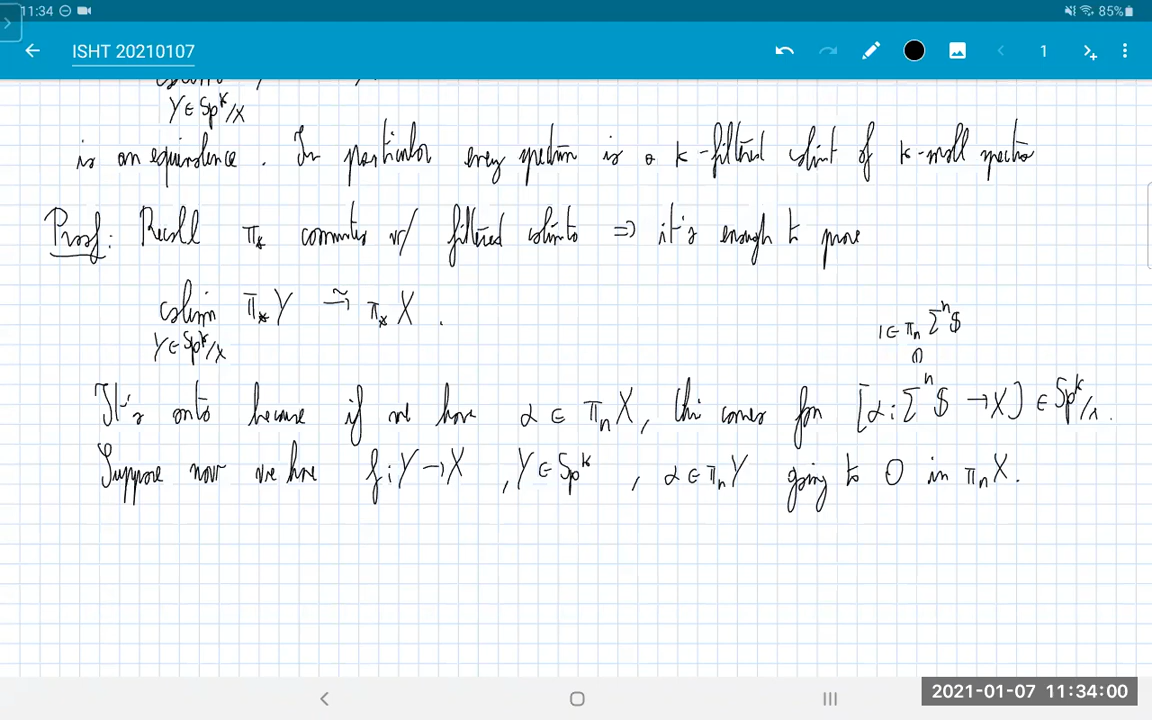 11:34
85%
ISHT 20210107
1
colim
Y ∈ Sp^κ/X
is an equivalence. In particular every spectrum is a κ-filtered colimit of κ-small spectra
Proof: Recall π_* commutes w/ filtered colimits ⇒ it's enough to prove
colim π_* Y ≃→ π_* X .
Y ∈ Sp^κ/X
1 ∈ π_n Σ^n $
It's onto because if we have α ∈ π_n X, this comes from [α: Σ^n $ → X] ∈ Sp^κ/X.
Suppose now we have f: Y → X , Y ∈ Sp^κ , α ∈ π_n Y going to 0 in π_n X.
2021-01-07 11:34:00